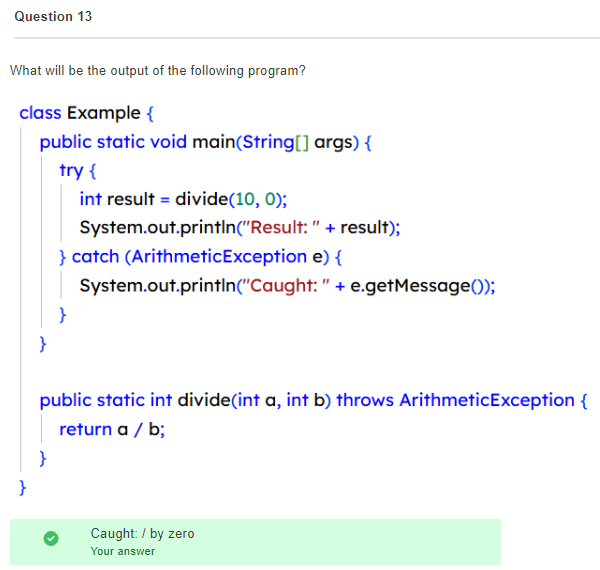 Question 13
What will be the output of the following program?
class Example {
public static void main(String[] args) {
try {
int result = divide(10, 0);
System.out.println("Result: " + result);
} catch (ArithmeticException e) {
System.out.println("Caught: " + e.getMessage());
}
}
public static int divide(int a, int b) throws ArithmeticException {
return a / b;
}
}
Caught: / by zero
Your answer